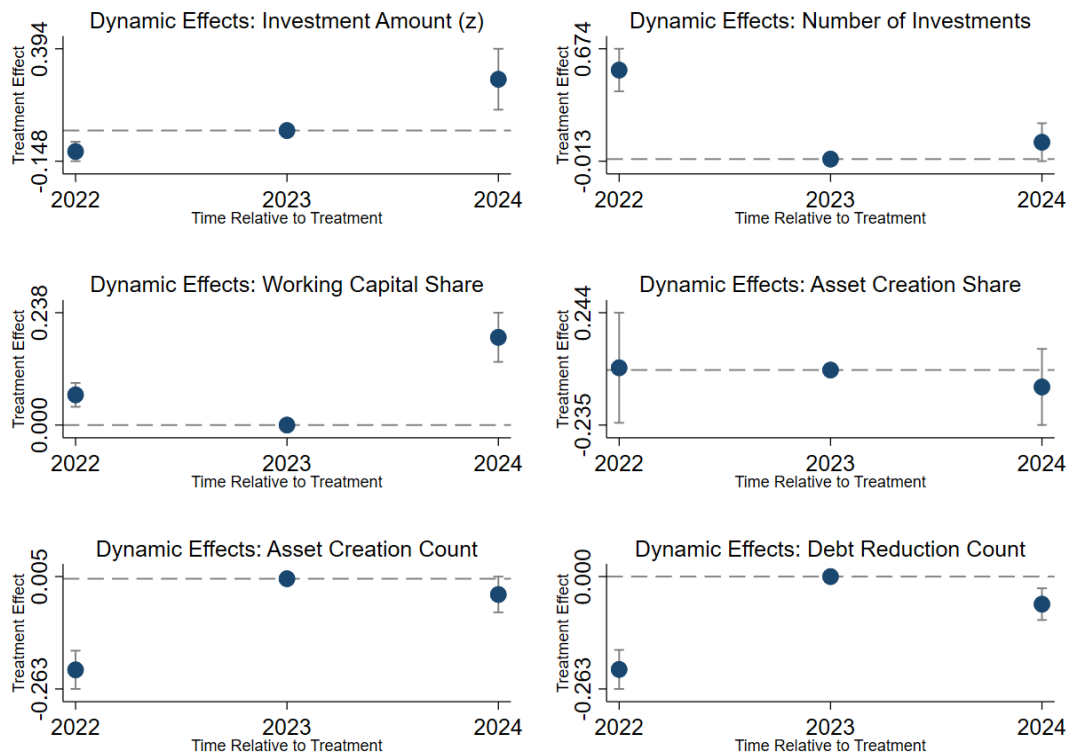 Dynamic Effects: Investment Amount (z)
Treatment Effect
0.394
-0.148
2022 2023 2024
Time Relative to Treatment
Dynamic Effects: Number of Investments
Treatment Effect
0.674
-0.013
2022 2023 2024
Time Relative to Treatment
Dynamic Effects: Working Capital Share
Treatment Effect
0.238
0.000
2022 2023 2024
Time Relative to Treatment
Dynamic Effects: Asset Creation Share
Treatment Effect
0.244
-0.235
2022 2023 2024
Time Relative to Treatment
Dynamic Effects: Asset Creation Count
Treatment Effect
0.005
-0.263
2022 2023 2024
Time Relative to Treatment
Dynamic Effects: Debt Reduction Count
Treatment Effect
0.000
-0.263
2022 2023 2024
Time Relative to Treatment